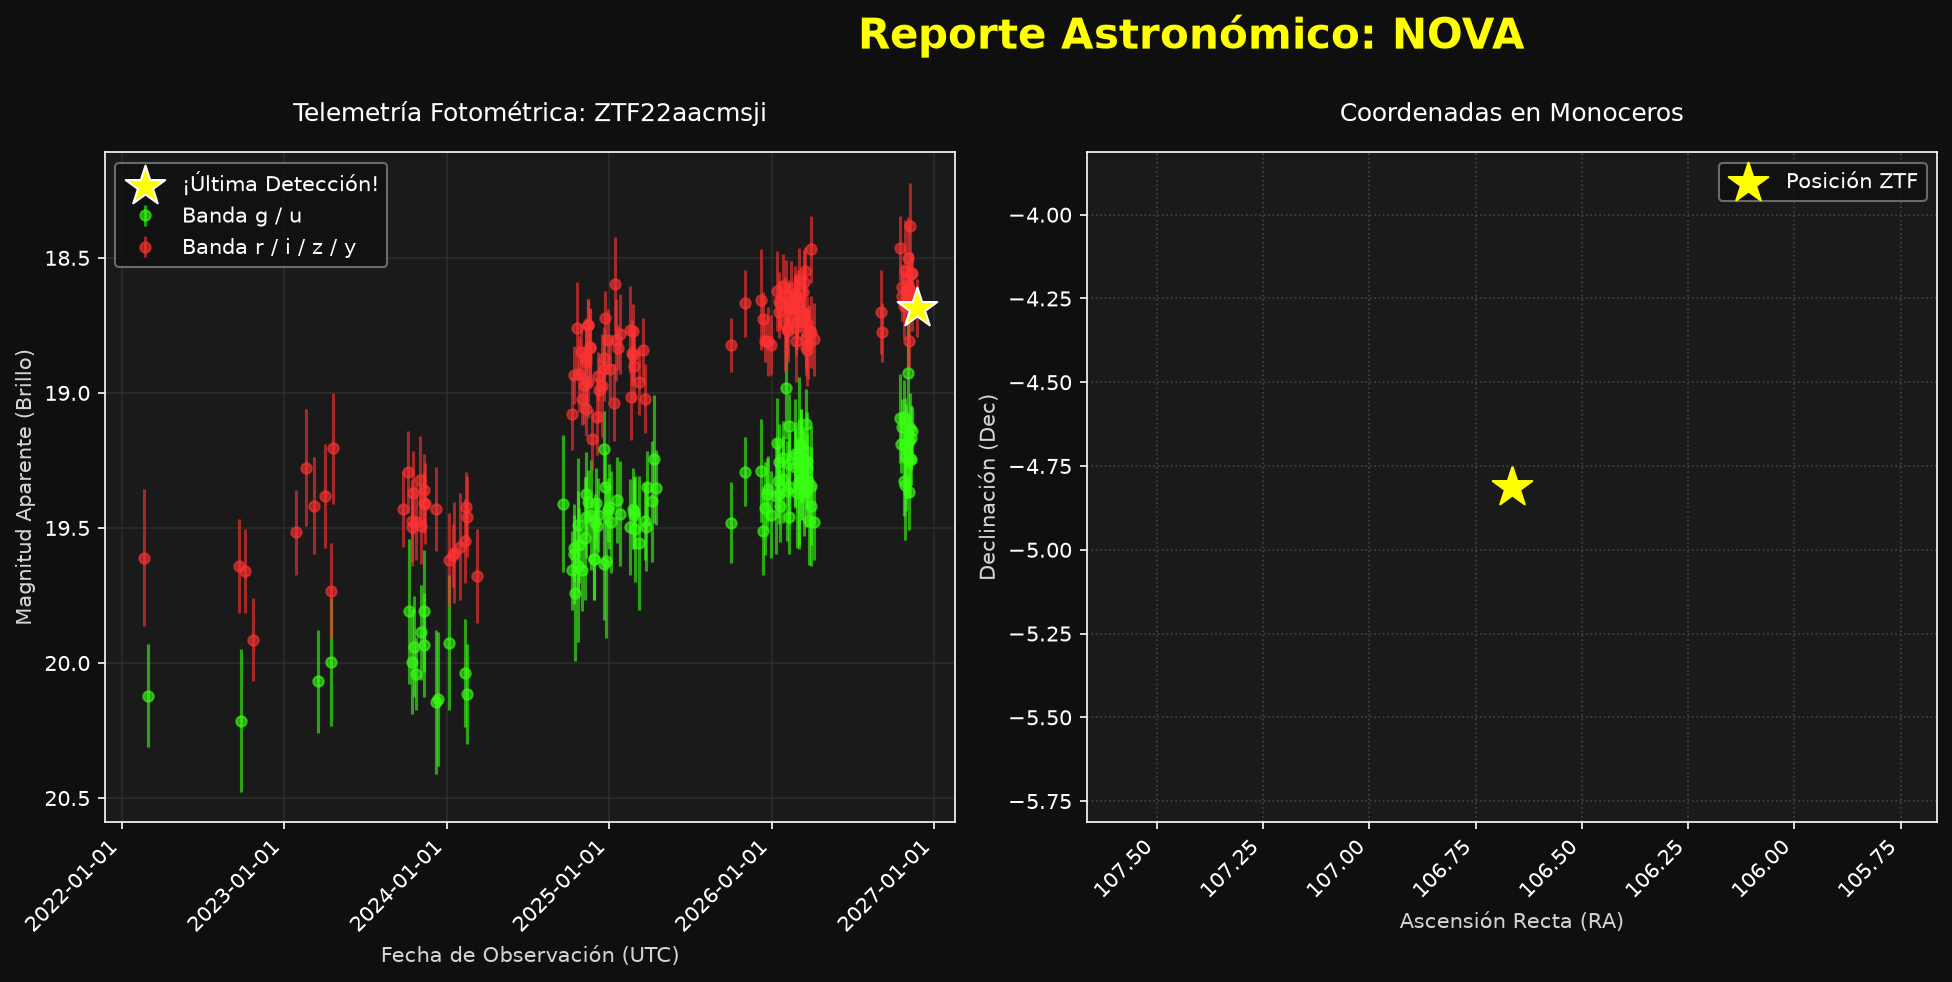 Reporte Astronómico: NOVA
Telemetría Fotométrica: ZTF22aacmsji
¡Última Detección!
Banda g / u
Banda r / i / z / y
Magnitud Aparente (Brillo)
18.5
19.0
19.5
20.0
20.5
2022-01-01
2023-01-01
2024-01-01
2025-01-01
2026-01-01
2027-01-01
Fecha de Observación (UTC)
Coordenadas en Monoceros
Posición ZTF
Declinación (Dec)
−4.00
−4.25
−4.50
−4.75
−5.00
−5.25
−5.50
−5.75
107.50
107.25
107.00
106.75
106.50
106.25
106.00
105.75
Ascensión Recta (RA)